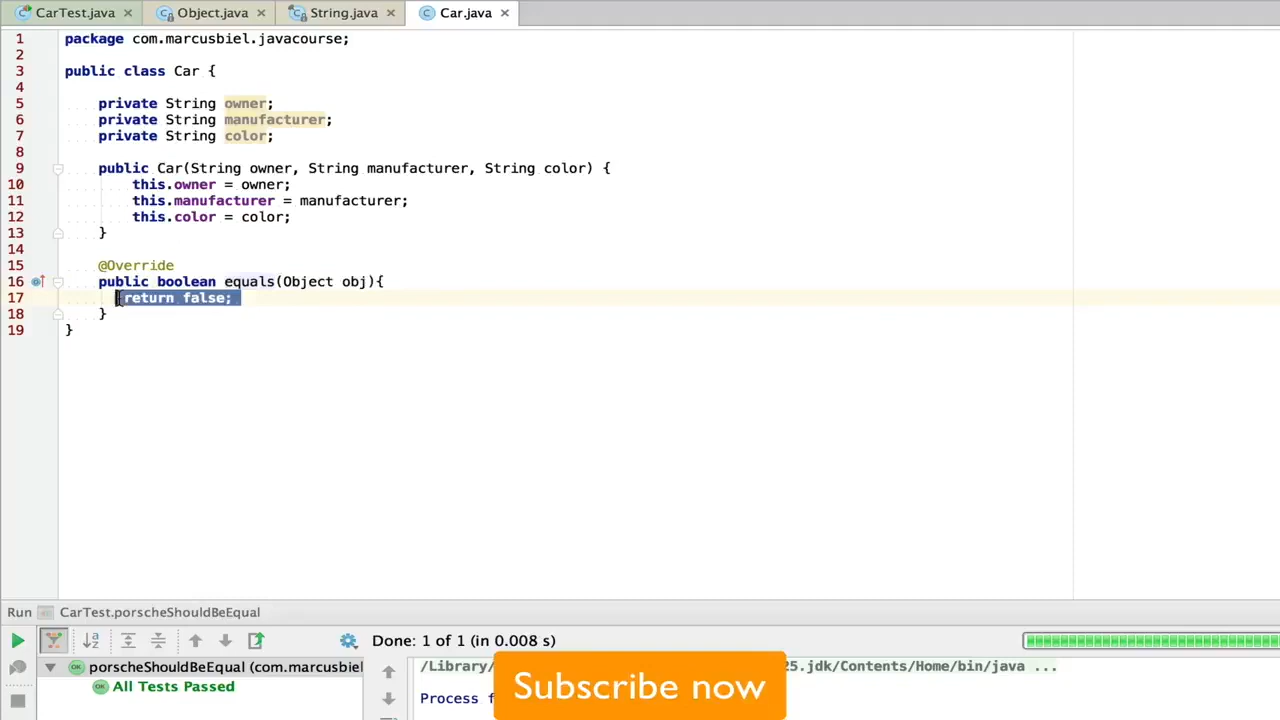 CarTest.java Object.java String.java Car.java
1 package com.marcusbiel.javacourse;
2
3 public class Car {
4
5 private String owner;
6 private String manufacturer;
7 private String color;
8
9 public Car(String owner, String manufacturer, String color) {
10 this.owner = owner;
11 this.manufacturer = manufacturer;
12 this.color = color;
13 }
14
15 @Override
16 public boolean equals(Object obj){
17 return false;
18 }
19 }
Run CarTest.porscheShouldBeEqual
Done: 1 of 1 (in 0.008 s)
porscheShouldBeEqual (com.marcusbiel /Library/ 25.jdk/Contents/Home/bin/java ...
All Tests Passed
Process f
Subscribe now